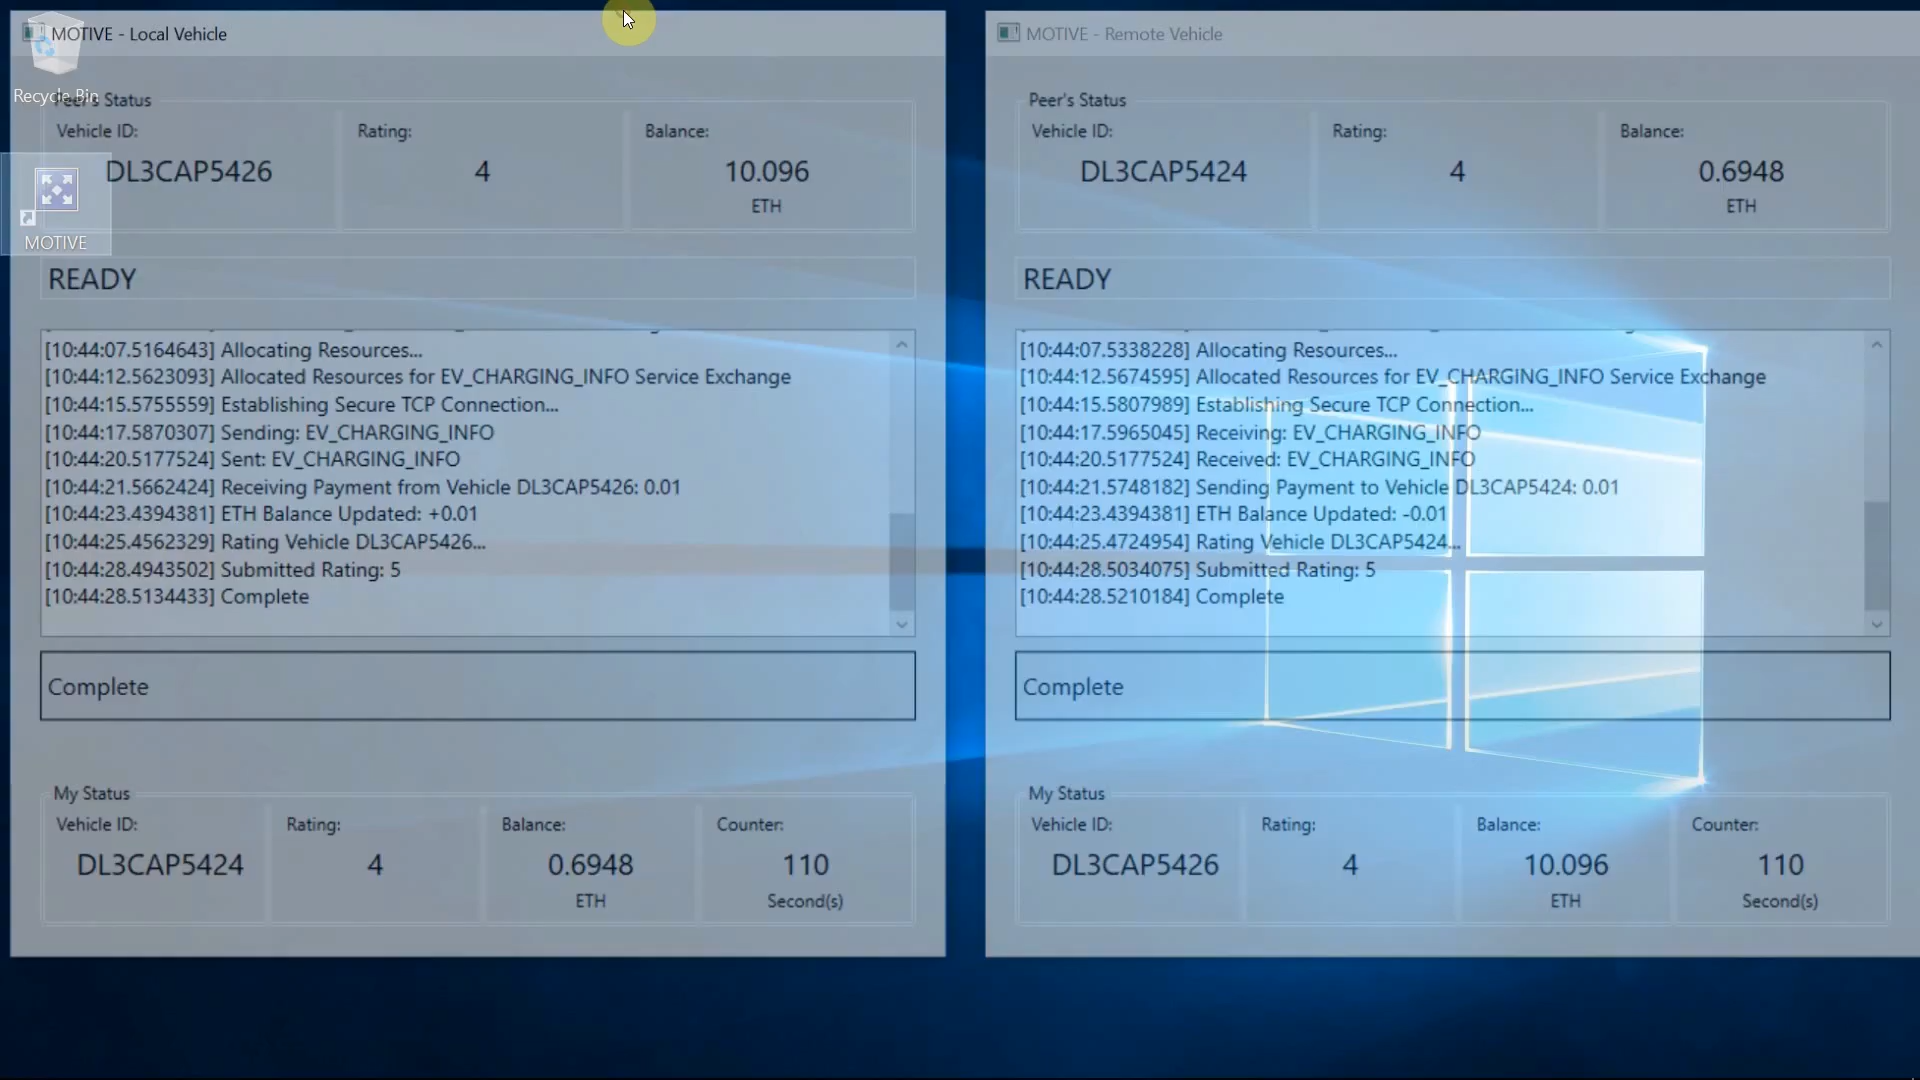 MOTIVE - Local Vehicle
Recycle Bin
Peer's Status
Vehicle ID:
DL3CAP5426
Rating:
4
Balance:
10.096
ETH
MOTIVE
READY
[10:44:07.5164643] Allocating Resources...
[10:44:12.5623093] Allocated Resources for EV_CHARGING_INFO Service Exchange
[10:44:15.5755559] Establishing Secure TCP Connection...
[10:44:17.5870307] Sending: EV_CHARGING_INFO
[10:44:20.5177524] Sent: EV_CHARGING_INFO
[10:44:21.5662424] Receiving Payment from Vehicle DL3CAP5426: 0.01
[10:44:23.4394381] ETH Balance Updated: +0.01
[10:44:25.4562329] Rating Vehicle DL3CAP5426...
[10:44:28.4943502] Submitted Rating: 5
[10:44:28.5134433] Complete
Complete
My Status
Vehicle ID:
DL3CAP5424
Rating:
4
Balance:
0.6948
ETH
Counter:
110
Second(s)
MOTIVE - Remote Vehicle
Peer's Status
Vehicle ID:
DL3CAP5424
Rating:
4
Balance:
0.6948
ETH
READY
[10:44:07.5338228] Allocating Resources...
[10:44:12.5674595] Allocated Resources for EV_CHARGING_INFO Service Exchange
[10:44:15.5807989] Establishing Secure TCP Connection...
[10:44:17.5965045] Receiving: EV_CHARGING_INFO
[10:44:20.5177524] Received: EV_CHARGING_INFO
[10:44:21.5748182] Sending Payment to Vehicle DL3CAP5424: 0.01
[10:44:23.4394381] ETH Balance Updated: -0.01
[10:44:25.4724954] Rating Vehicle DL3CAP5424...
[10:44:28.5034075] Submitted Rating: 5
[10:44:28.5210184] Complete
Complete
My Status
Vehicle ID:
DL3CAP5426
Rating:
4
Balance:
10.096
ETH
Counter:
110
Second(s)